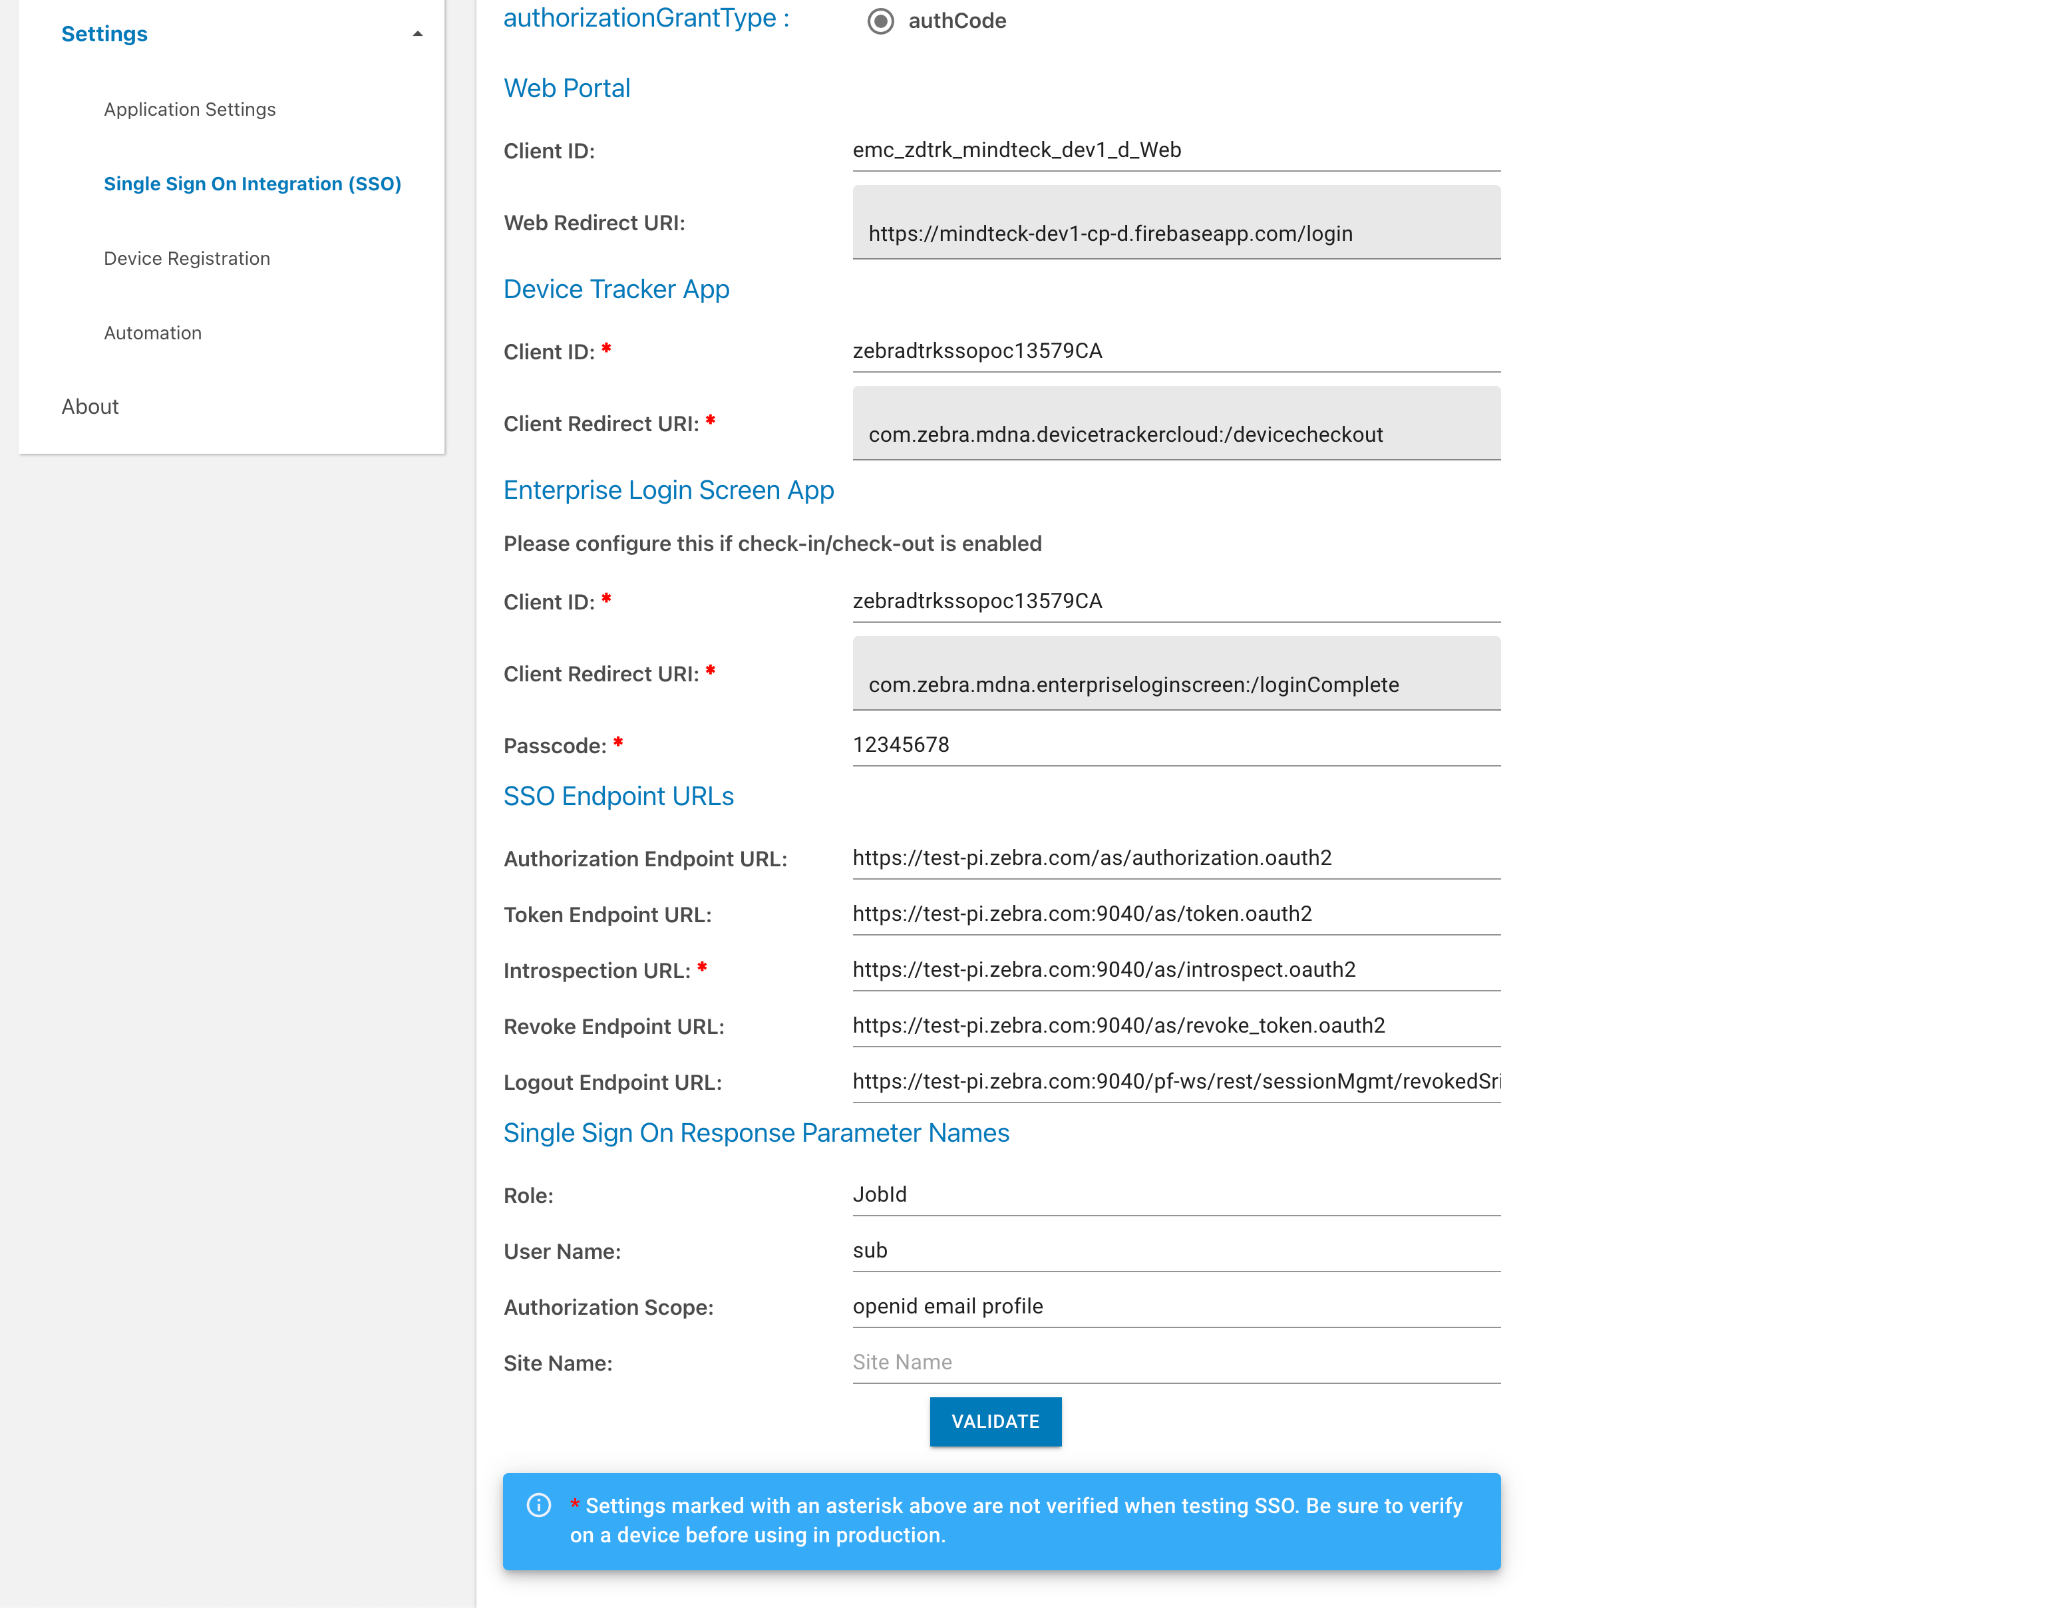 Settings
Application Settings
Single Sign On Integration (SSO)
Device Registration
Automation
About
authorizationGrantType :
authCode
Web Portal
Client ID:
emc_zdtrk_mindteck_dev1_d_Web
Web Redirect URI:
https://mindteck-dev1-cp-d.firebaseapp.com/login
Device Tracker App
Client ID: *
zebradtrkssopoc13579CA
Client Redirect URI: *
com.zebra.mdna.devicetrackercloud:/devicecheckout
Enterprise Login Screen App
Please configure this if check-in/check-out is enabled
Client ID: *
zebradtrkssopoc13579CA
Client Redirect URI: *
com.zebra.mdna.enterpriseloginscreen:/loginComplete
Passcode: *
12345678
SSO Endpoint URLs
Authorization Endpoint URL:
https://test-pi.zebra.com/as/authorization.oauth2
Token Endpoint URL:
https://test-pi.zebra.com:9040/as/token.oauth2
Introspection URL: *
https://test-pi.zebra.com:9040/as/introspect.oauth2
Revoke Endpoint URL:
https://test-pi.zebra.com:9040/as/revoke_token.oauth2
Logout Endpoint URL:
https://test-pi.zebra.com:9040/pf-ws/rest/sessionMgmt/revokedSri
Single Sign On Response Parameter Names
Role:
JobId
User Name:
sub
Authorization Scope:
openid email profile
Site Name:
Site Name
VALIDATE
* Settings marked with an asterisk above are not verified when testing SSO. Be sure to verify
on a device before using in production.